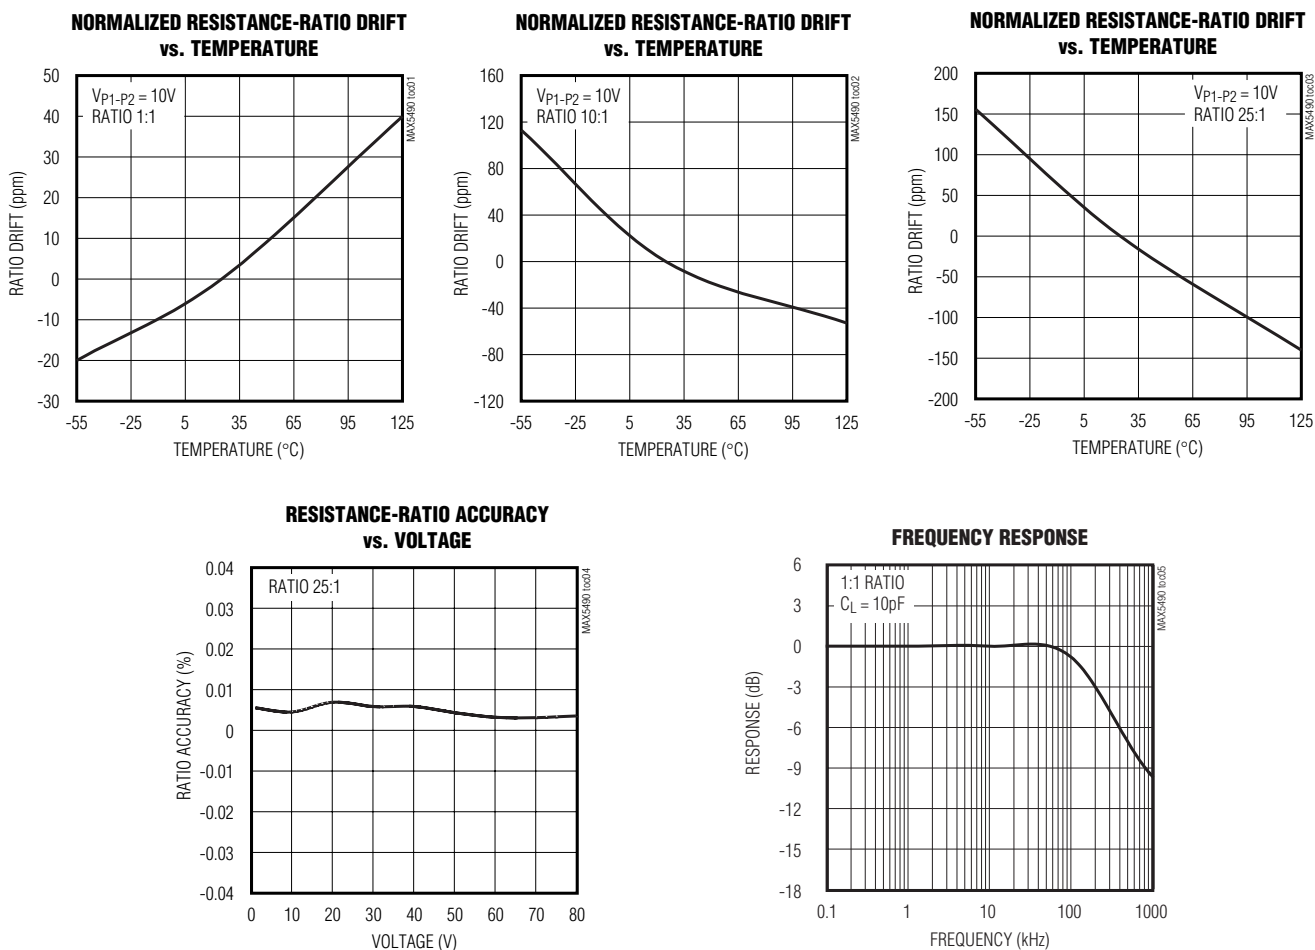 NORMALIZED RESISTANCE-RATIO DRIFT
vs. TEMPERATURE
50
40
30
20
10
0
-10
-20
-30
RATIO DRIFT (ppm)
VP1-P2 = 10V
RATIO 1:1
MAX5490 toc01
-55 -25 5 35 65 95 125
TEMPERATURE (°C)
NORMALIZED RESISTANCE-RATIO DRIFT
vs. TEMPERATURE
160
120
80
40
0
-40
-80
-120
RATIO DRIFT (ppm)
VP1-P2 = 10V
RATIO 10:1
MAX5490 toc02
-55 -25 5 35 65 95 125
TEMPERATURE (°C)
NORMALIZED RESISTANCE-RATIO DRIFT
vs. TEMPERATURE
200
150
100
50
0
-50
-100
-150
-200
RATIO DRIFT (ppm)
VP1-P2 = 10V
RATIO 25:1
MAX5490 toc03
-55 -25 5 35 65 95 125
TEMPERATURE (°C)
RESISTANCE-RATIO ACCURACY
vs. VOLTAGE
0.04
0.03
0.02
0.01
0
-0.01
-0.02
-0.03
-0.04
RATIO ACCURACY (%)
RATIO 25:1
MAX5490 toc04
0 10 20 30 40 50 60 70 80
VOLTAGE (V)
FREQUENCY RESPONSE
6
3
0
-3
-6
-9
-12
-15
-18
RESPONSE (dB)
1:1 RATIO
CL = 10pF
MAX5490 toc05
0.1 1 10 100 1000
FREQUENCY (kHz)